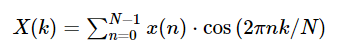 X(k) = ∑_{n=0}^{N−1} x(n) · cos (2πnk/N)